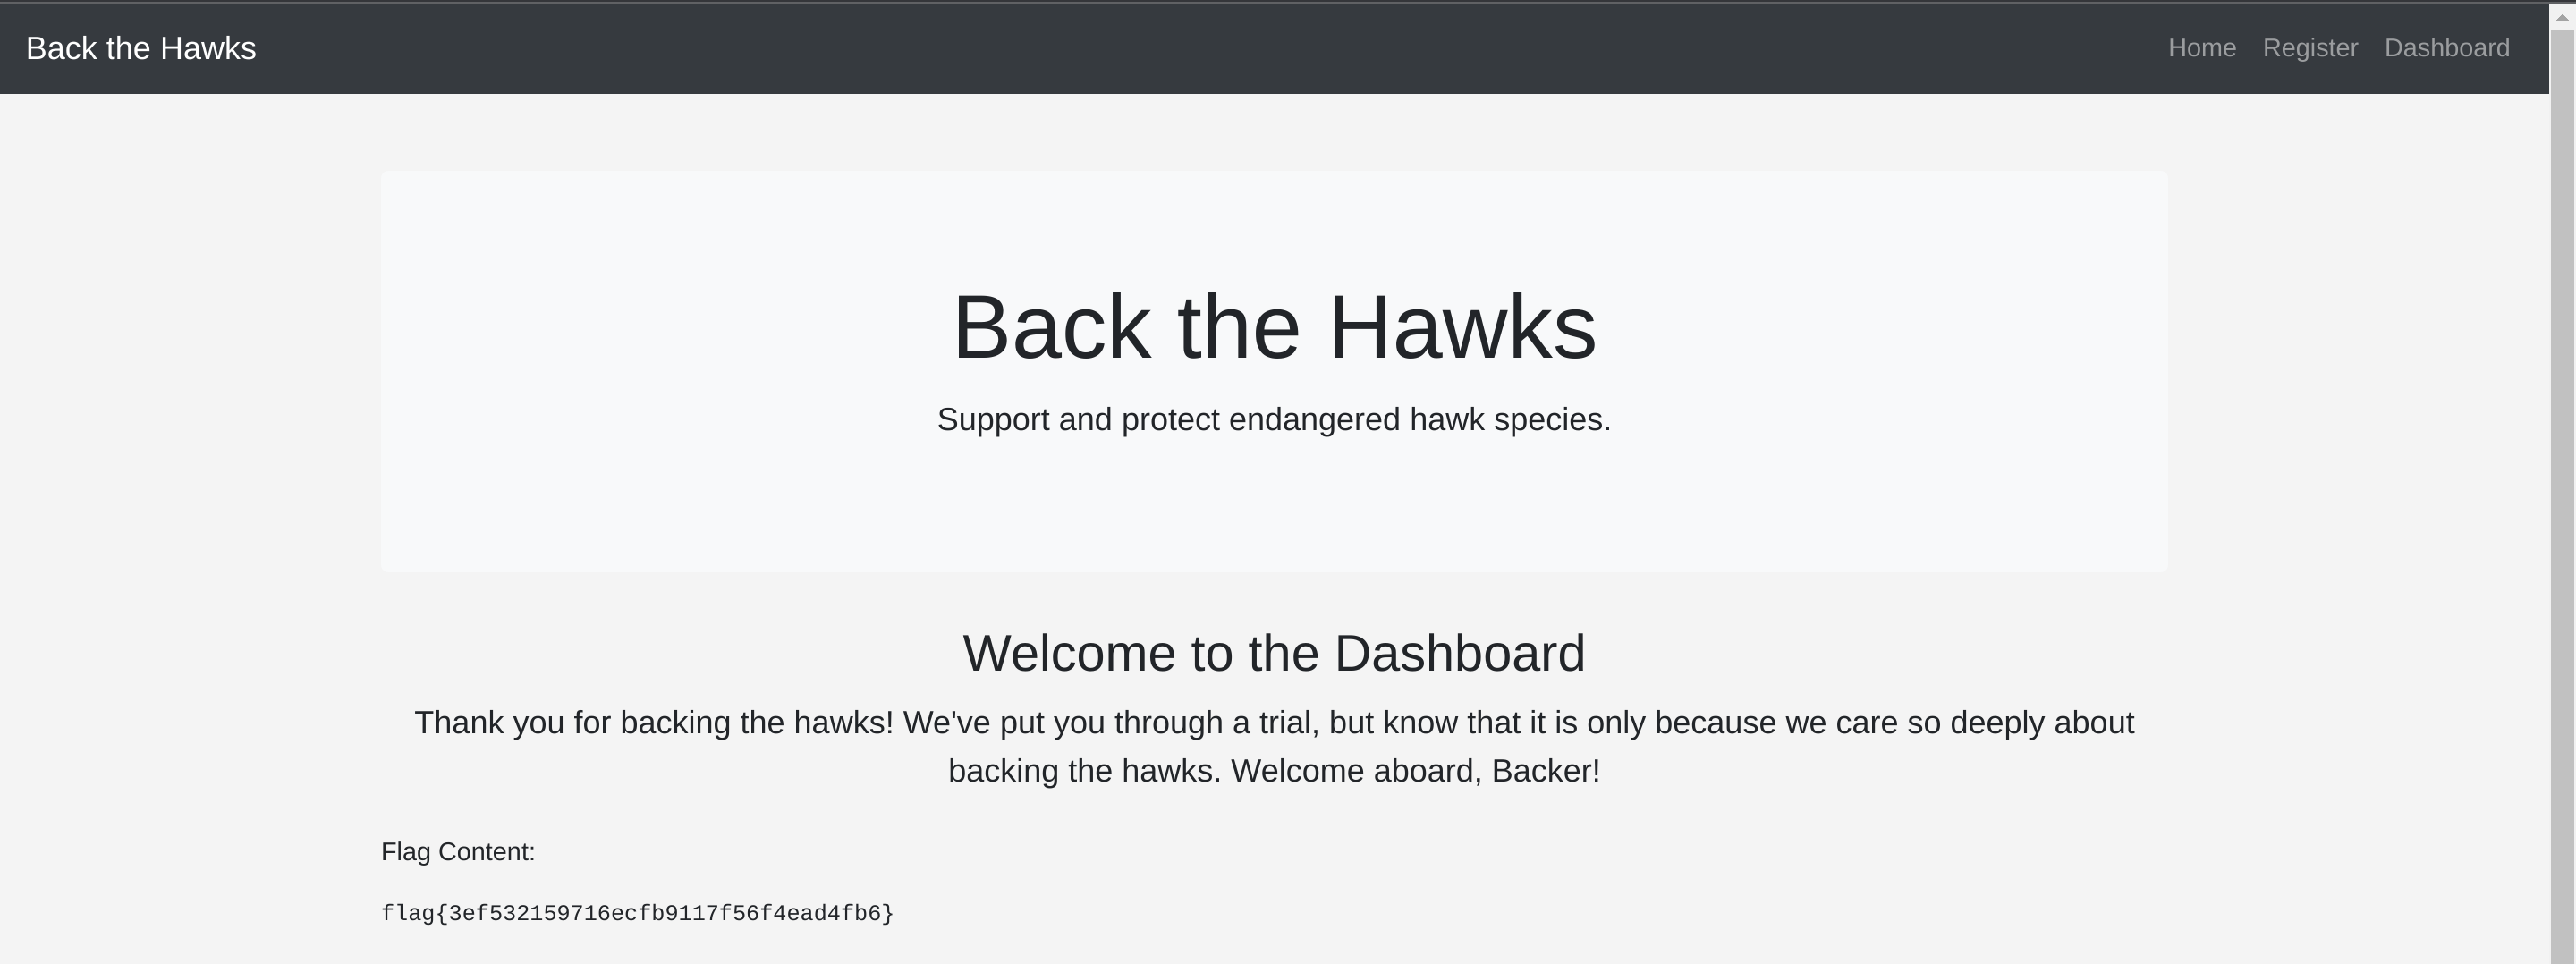 Back the Hawks
Home Register Dashboard
Back the Hawks
Support and protect endangered hawk species.
Welcome to the Dashboard
Thank you for backing the hawks! We've put you through a trial, but know that it is only because we care so deeply about
backing the hawks. Welcome aboard, Backer!
Flag Content:
flag{3ef532159716ecfb9117f56f4ead4fb6}